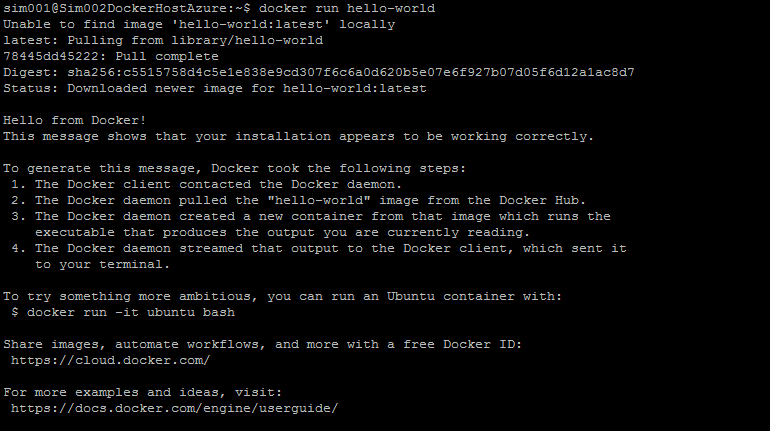 sim001@Sim002DockerHostAzure:~$ docker run hello-world
Unable to find image 'hello-world:latest' locally
latest: Pulling from library/hello-world
78445dd45222: Pull complete
Digest: sha256:c5515758d4c5e1e838e9cd307f6c6a0d620b5e07e6f927b07d05f6d12a1ac8d7
Status: Downloaded newer image for hello-world:latest

Hello from Docker!
This message shows that your installation appears to be working correctly.

To generate this message, Docker took the following steps:
 1. The Docker client contacted the Docker daemon.
 2. The Docker daemon pulled the "hello-world" image from the Docker Hub.
 3. The Docker daemon created a new container from that image which runs the
    executable that produces the output you are currently reading.
 4. The Docker daemon streamed that output to the Docker client, which sent it
    to your terminal.

To try something more ambitious, you can run an Ubuntu container with:
 $ docker run -it ubuntu bash

Share images, automate workflows, and more with a free Docker ID:
 https://cloud.docker.com/

For more examples and ideas, visit:
 https://docs.docker.com/engine/userguide/